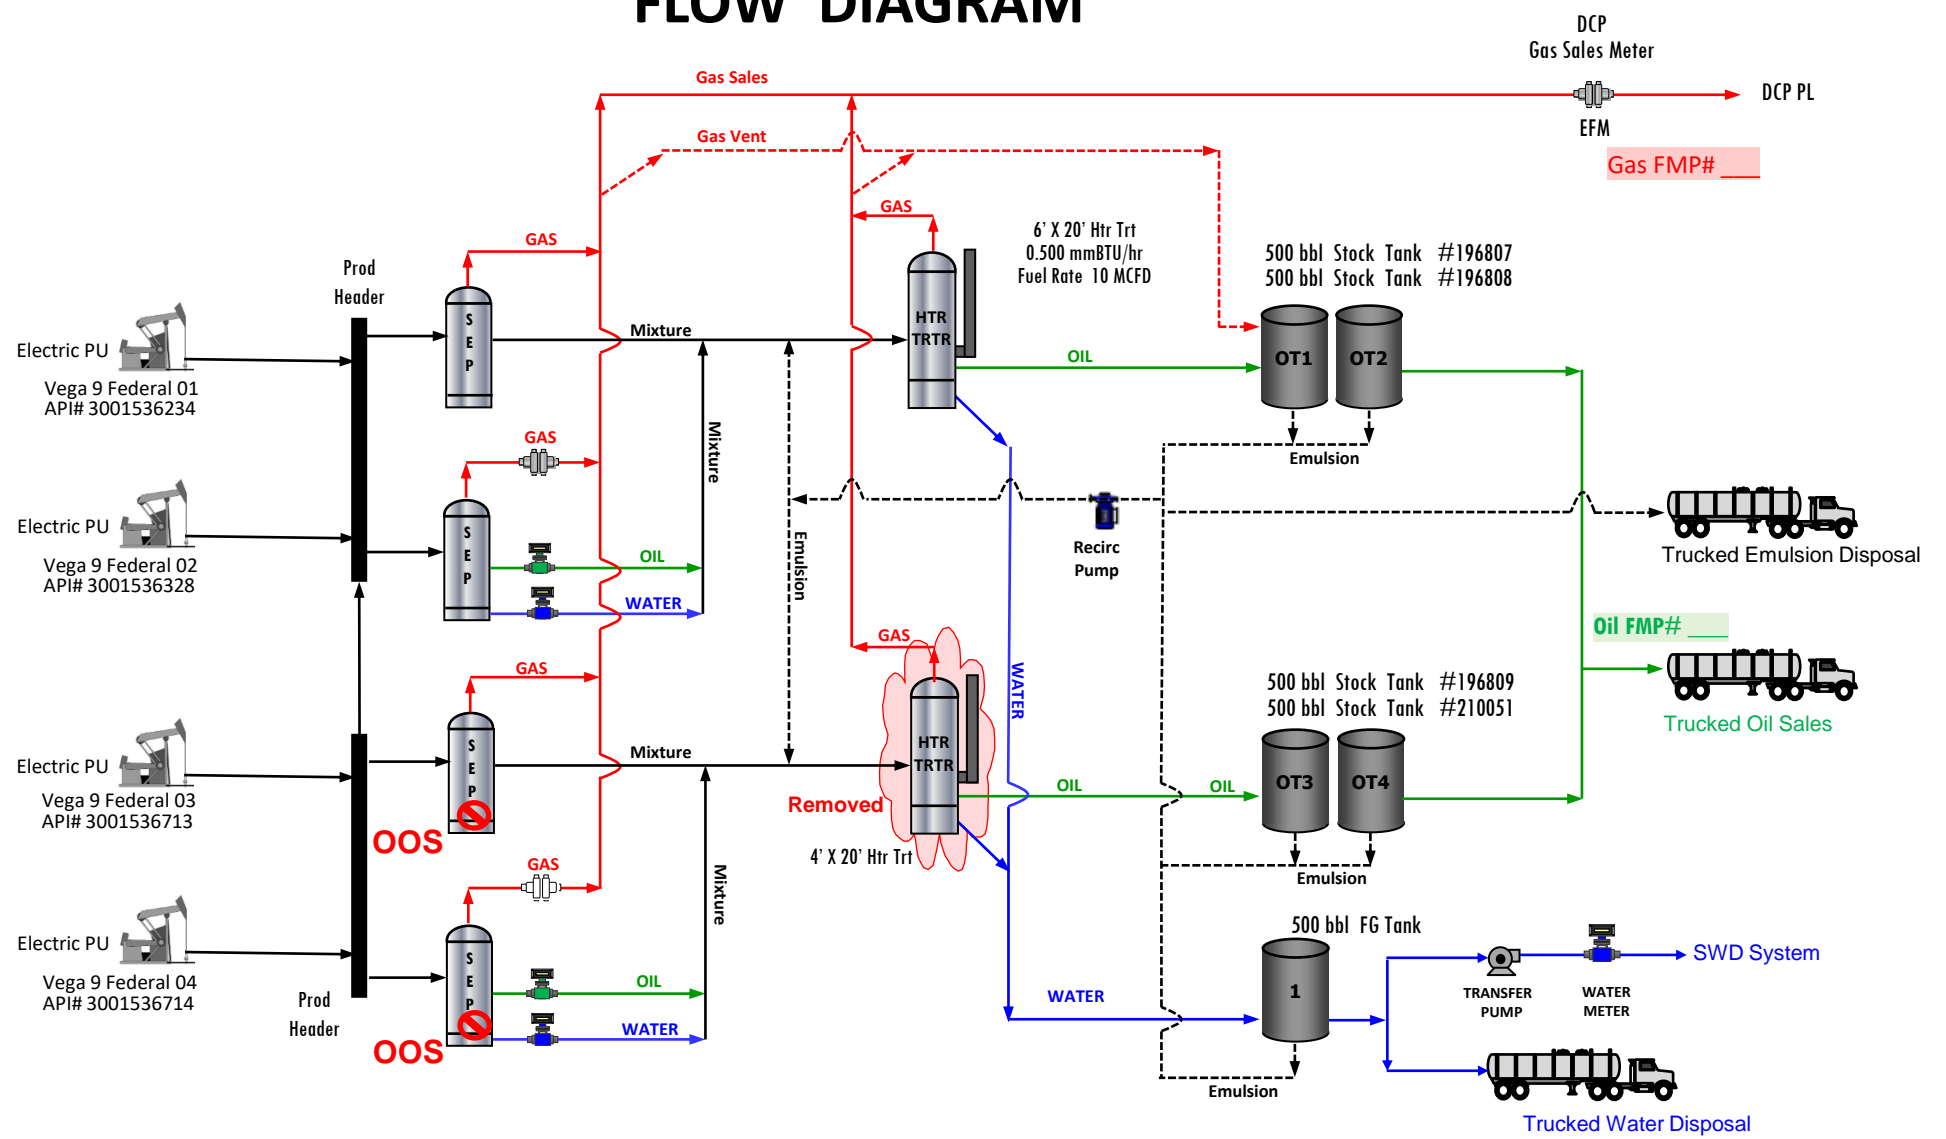 FLOW DIAGRAM
DCP
Gas Sales Meter
Gas Sales
DCP PL
EFM
Gas Vent
Gas FMP# ___
GAS
GAS
6' X 20' Htr Trt
0.500 mmBTU/hr
Fuel Rate 10 MCFD
500 bbl Stock Tank #196807
500 bbl Stock Tank #196808
Prod
Header
SEP
Mixture
HTR
TRTR
OIL
OT1
OT2
Electric PU
Vega 9 Federal 01
API# 3001536234
GAS
Mixture
Emulsion
Electric PU
Vega 9 Federal 02
API# 3001536328
SEP
OIL
WATER
Emulsion
Recirc
Pump
Trucked Emulsion Disposal
Oil FMP# ___
GAS
GAS
WATER
500 bbl Stock Tank #196809
500 bbl Stock Tank #210051
Trucked Oil Sales
Electric PU
Vega 9 Federal 03
API# 3001536713
SEP
OOS
Mixture
HTR
TRTR
Removed
4' X 20' Htr Trt
OIL
OIL
OT3
OT4
Emulsion
GAS
Mixture
500 bbl FG Tank
Electric PU
Vega 9 Federal 04
API# 3001536714
Prod
Header
SEP
OOS
OIL
WATER
WATER
1
SWD System
TRANSFER
PUMP
WATER
METER
Emulsion
Trucked Water Disposal